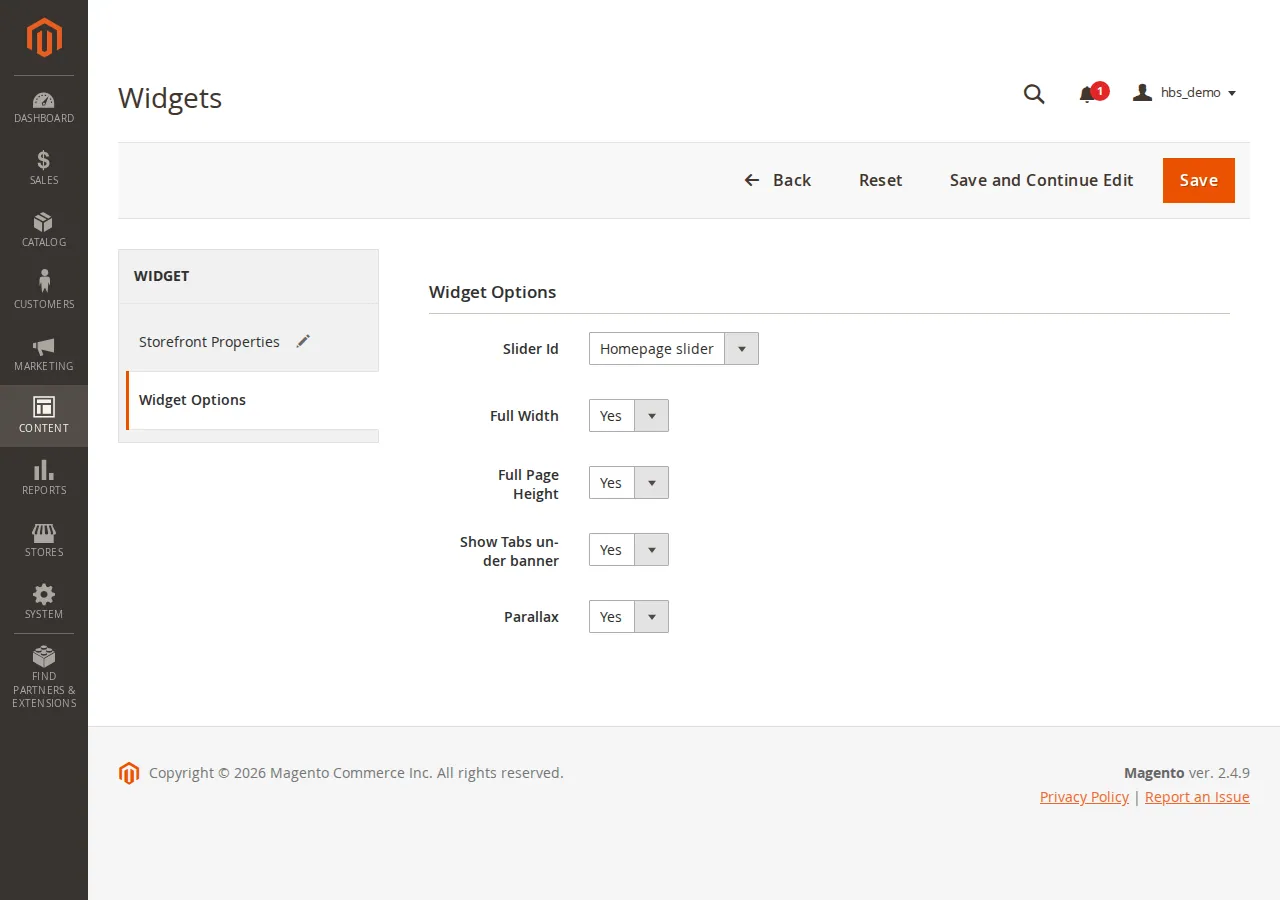 Widgets
1
hbs_demo
DASHBOARD
SALES
CATALOG
CUSTOMERS
MARKETING
CONTENT
REPORTS
STORES
SYSTEM
FIND
PARTNERS &
EXTENSIONS
Back
Reset
Save and Continue Edit
Save
WIDGET
Storefront Properties
Widget Options
Widget Options
Slider Id
Homepage slider
Full Width
Yes
Full Page
Height
Yes
Show Tabs un-
der banner
Yes
Parallax
Yes
Copyright © 2026 Magento Commerce Inc. All rights reserved.
Magento ver. 2.4.9
Privacy Policy | Report an Issue